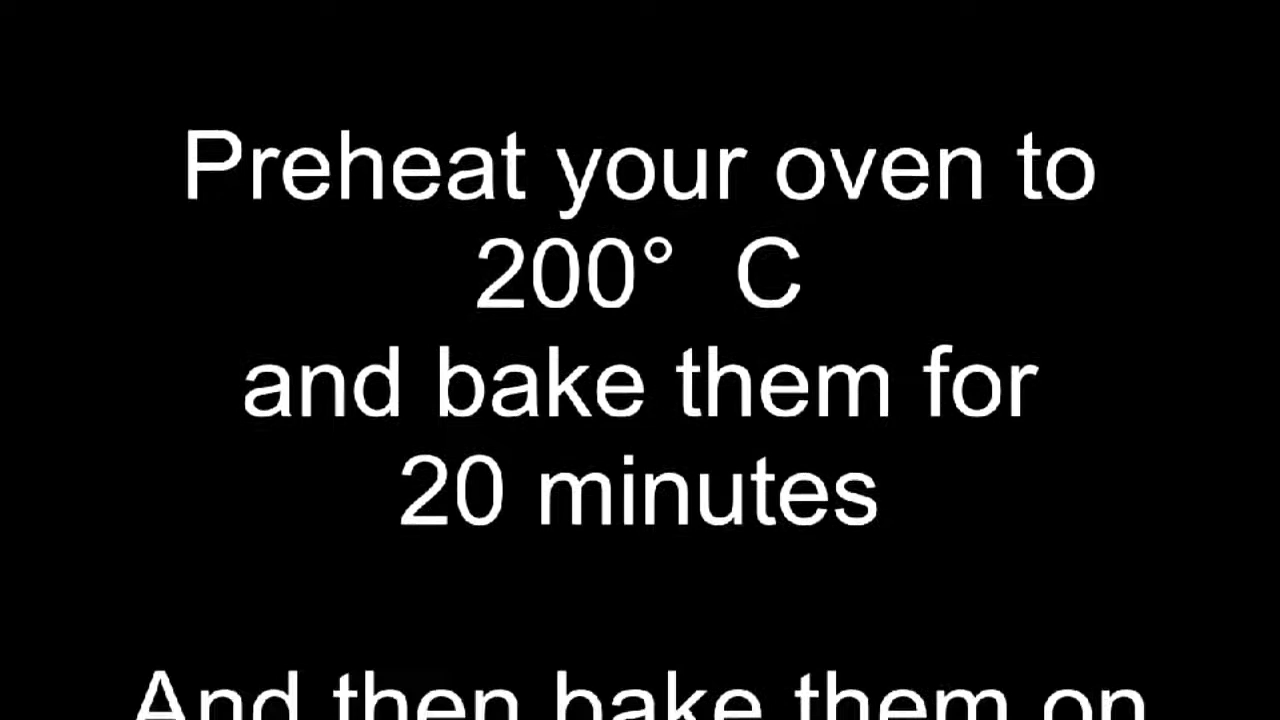 Preheat your oven to
200° C
and bake them for
20 minutes
And then bake them on